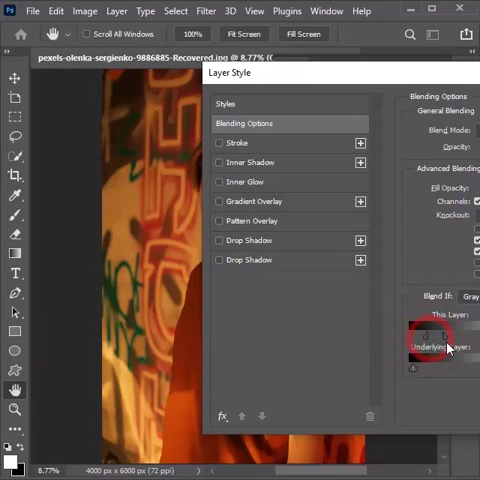 Ps File Edit Image Layer Type Select Filter 3D View Plugins Window Help
Scroll All Windows 100% Fit Screen Fill Screen
pexels-olenka-sergienko-9886885-Recovered.jpg @ 8.77%
Layer Style
Styles
Blending Options
Stroke
Inner Shadow
Inner Glow
Gradient Overlay
Pattern Overlay
Drop Shadow
Drop Shadow
fx
Blending Options
General Blending
Blend Mode:
Opacity:
Advanced Blending
Fill Opacity:
Channels:
Knockout:
Blend If: Gray
This Layer:
Underlying Layer:
8.77% 4000 px x 6000 px (72 ppi)